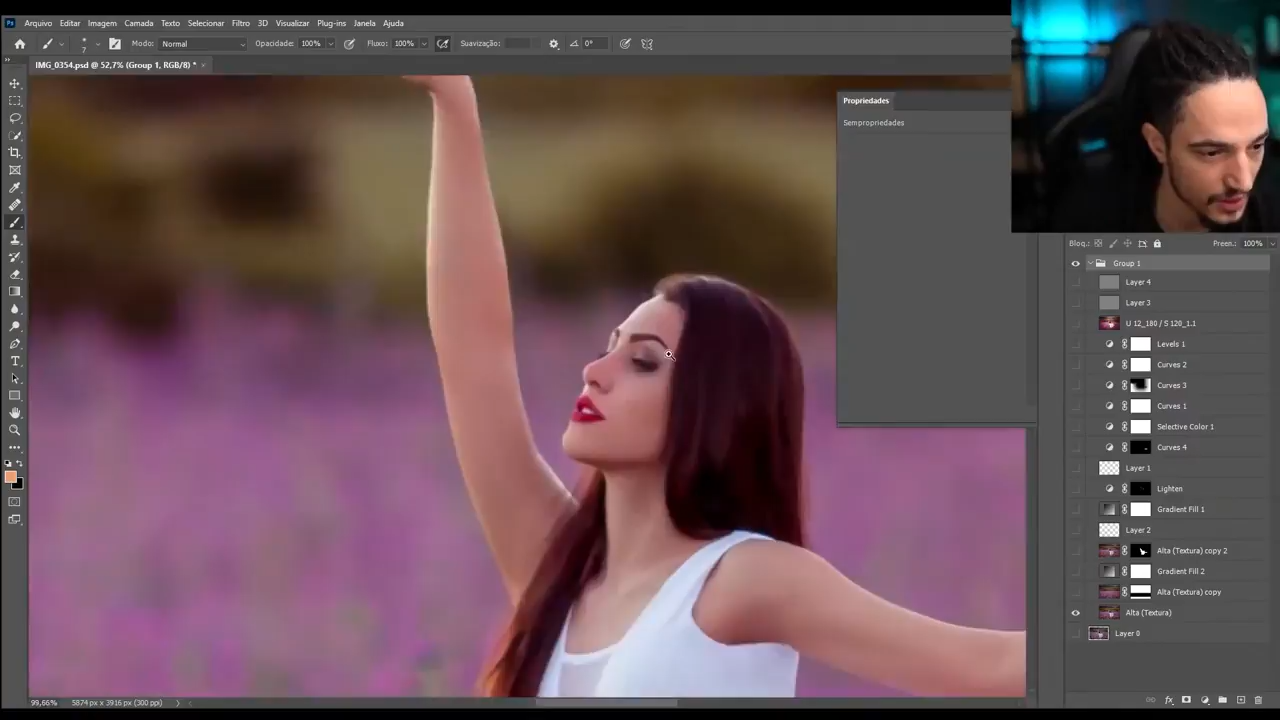 Ps Arquivo Editar Imagem Camada Texto Selecionar Filtro 3D Visualizar Plug-ins Janela Ajuda
7 Modo: Normal Opacidade: 100% Fluxo: 100% Suavização: 0°
IMG_0354.psd @ 52,7% (Group 1, RGB/8) * ×
Propriedades
Sempropriedades
Bloq.: Preen.: 100%
Group 1
Layer 4
Layer 3
U 12_180 / S 120_1.1
Levels 1
Curves 2
Curves 3
Curves 1
Selective Color 1
Curves 4
Layer 1
Lighten
Gradient Fill 1
Layer 2
Alta (Textura) copy 2
Gradient Fill 2
Alta (Textura) copy
Alta (Textura)
Layer 0
99,66% 5874 px x 3916 px (300 ppi)